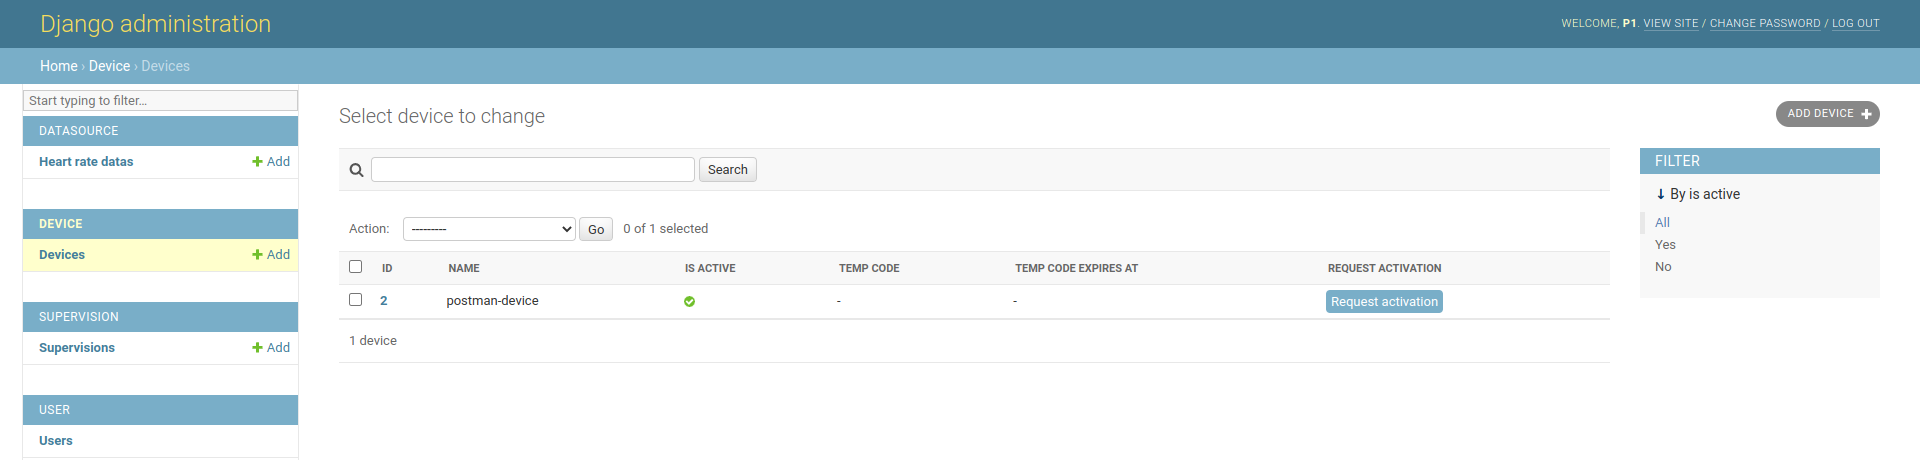 Django administration
WELCOME, P1. VIEW SITE / CHANGE PASSWORD / LOG OUT
Home › Device › Devices
Start typing to filter...
DATASOURCE
Heart rate datas Add
DEVICE
Devices Add
SUPERVISION
Supervisions Add
USER
Users
Select device to change
ADD DEVICE
Search
Action: --------- Go 0 of 1 selected
ID NAME IS ACTIVE TEMP CODE TEMP CODE EXPIRES AT REQUEST ACTIVATION
2 postman-device - - Request activation
1 device
FILTER
↓ By is active
All
Yes
No